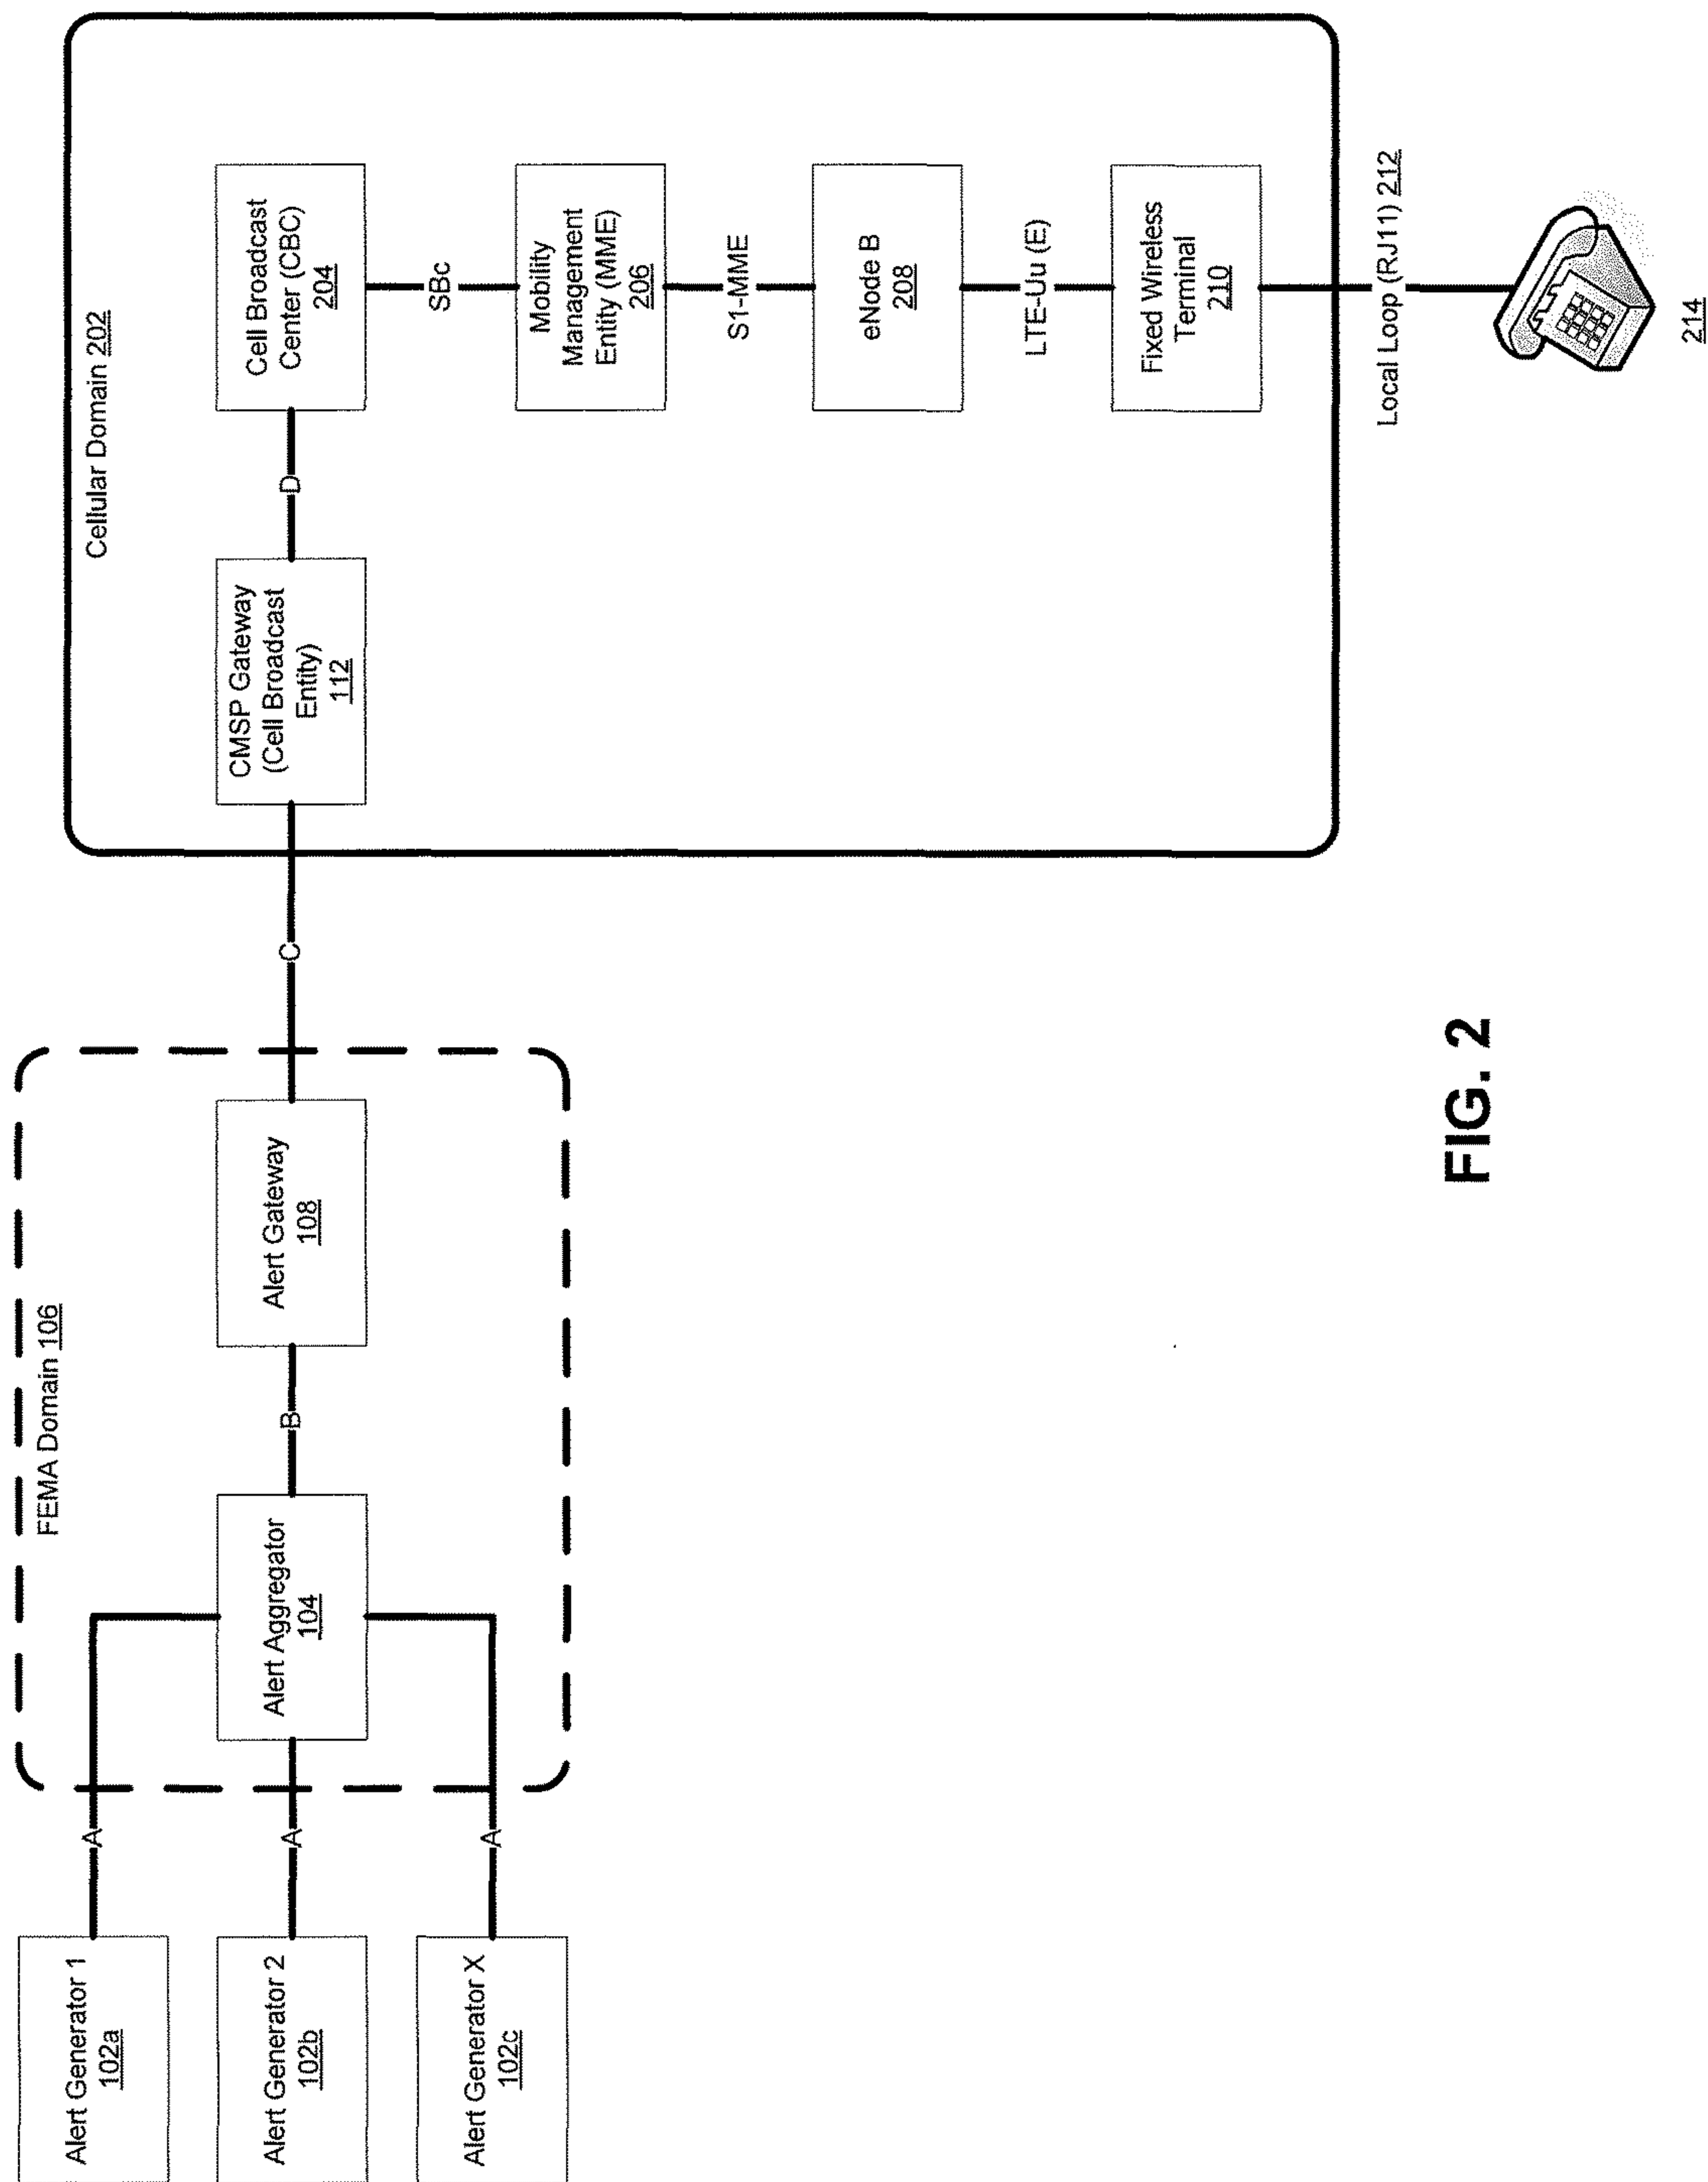 Alert Generator 1
102a
Alert Generator 2
102b
Alert Generator X
102c
A
A
A
FEMA Domain 106
Alert Aggregator
104
B
Alert Gateway
108
C
Cellular Domain 202
CMSP Gateway
(Cell Broadcast
Entity)
112
D
Cell Broadcast
Center (CBC)
204
SBc
Mobility
Management
Entity (MME)
206
S1-MME
eNode B
208
LTE-Uu (E)
Fixed Wireless
Terminal
210
Local Loop (RJ11) 212
214
FIG. 2